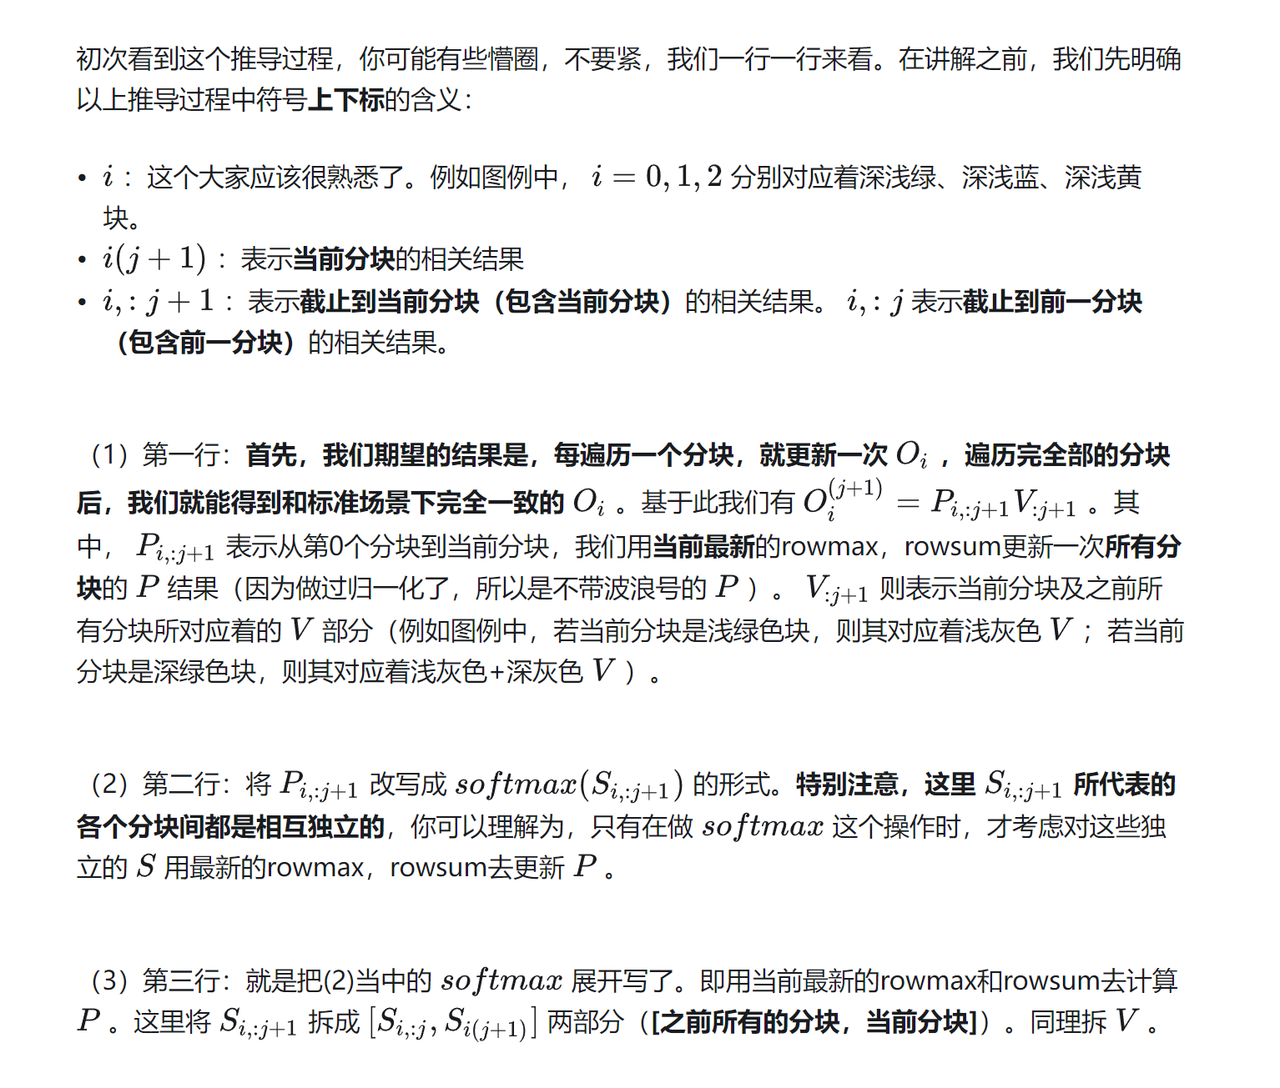 初次看到这个推导过程，你可能有些懵圈，不要紧，我们一行一行来看。在讲解之前，我们先明确
以上推导过程中符号上下标的含义：
• i：这个大家应该很熟悉了。例如图例中， i = 0, 1, 2 分别对应着深浅绿、深浅蓝、深浅黄
块。
• i(j + 1)：表示当前分块的相关结果
• i, : j + 1：表示截止到当前分块（包含当前分块）的相关结果。 i, : j 表示截止到前一分块
（包含前一分块）的相关结果。
（1）第一行：首先，我们期望的结果是，每遍历一个分块，就更新一次 O_i ，遍历完全部的分块
后，我们就能得到和标准场景下完全一致的 O_i 。基于此我们有 O_i^{(j+1)} = P_{i,:j+1}V_{:j+1} 。其
中， P_{i,:j+1} 表示从第0个分块到当前分块，我们用当前最新的rowmax，rowsum更新一次所有分
块的 P 结果（因为做过归一化了，所以是不带波浪号的 P ）。 V_{:j+1} 则表示当前分块及之前所
有分块所对应着的 V 部分（例如图例中，若当前分块是浅绿色块，则其对应着浅灰色 V ；若当前
分块是深绿色块，则其对应着浅灰色+深灰色 V ）。
（2）第二行：将 P_{i,:j+1} 改写成 softmax(S_{i,:j+1}) 的形式。特别注意，这里 S_{i,:j+1} 所代表的
各个分块间都是相互独立的，你可以理解为，只有在做 softmax 这个操作时，才考虑对这些独
立的 S 用最新的rowmax，rowsum去更新 P 。
（3）第三行：就是把(2)当中的 softmax 展开写了。即用当前最新的rowmax和rowsum去计算
P 。这里将 S_{i,:j+1} 拆成 [S_{i,:j}, S_{i(j+1)}] 两部分（[之前所有的分块，当前分块]）。同理拆 V 。